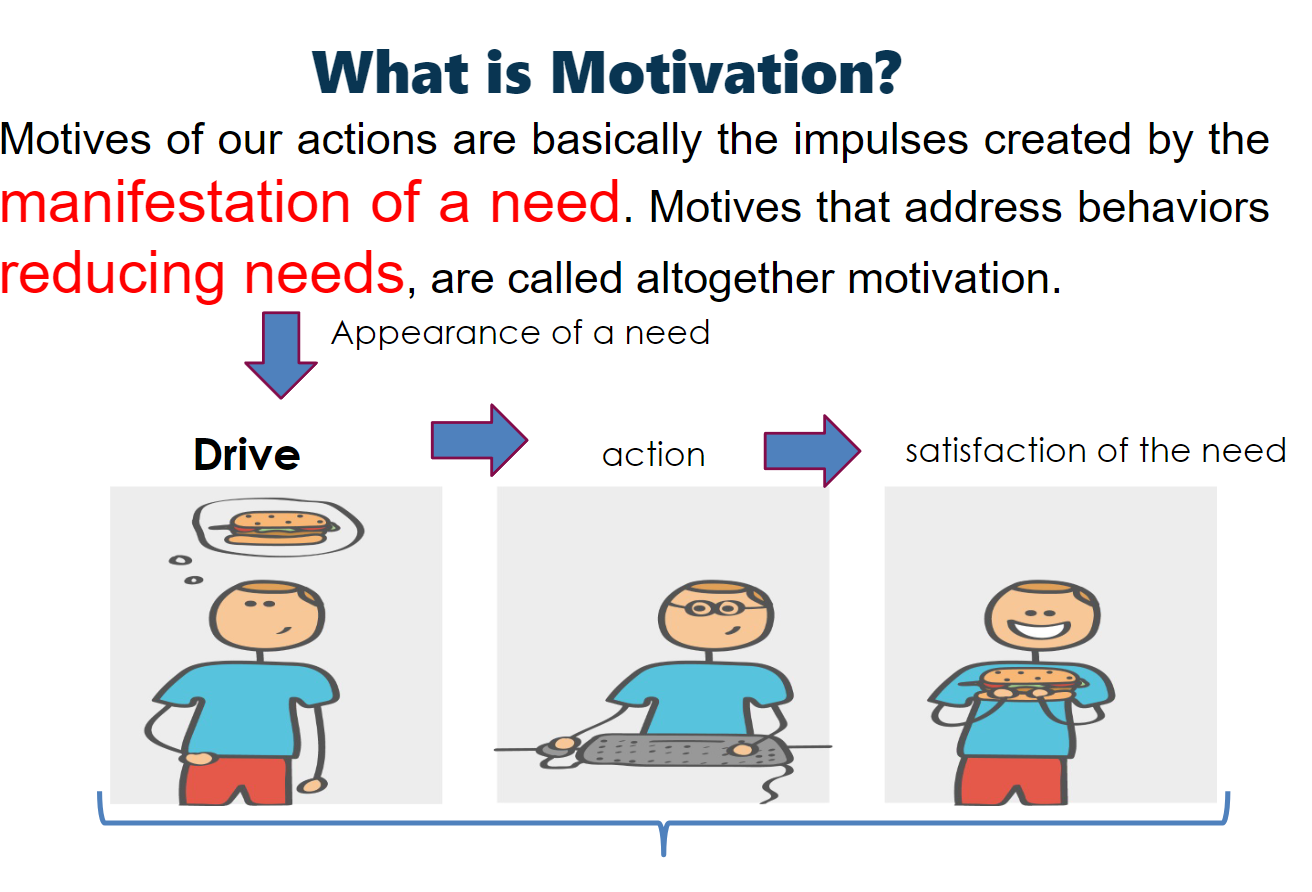 What is Motivation?
Motives of our actions are basically the impulses created by the
manifestation of a need. Motives that address behaviors
reducing needs, are called altogether motivation.
Appearance of a need
Drive
action
satisfaction of the need